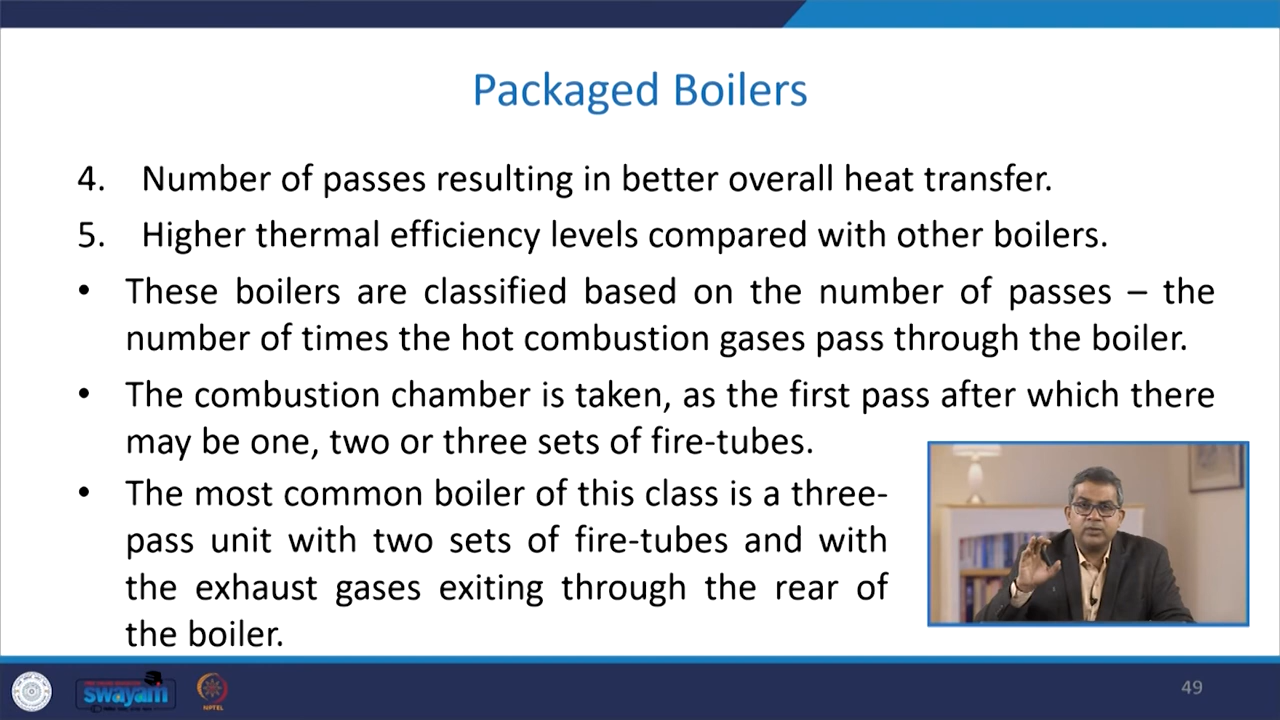 Packaged Boilers
4. Number of passes resulting in better overall heat transfer.
5. Higher thermal efficiency levels compared with other boilers.
• These boilers are classified based on the number of passes – the
number of times the hot combustion gases pass through the boiler.
• The combustion chamber is taken, as the first pass after which there
may be one, two or three sets of fire-tubes.
• The most common boiler of this class is a three-
pass unit with two sets of fire-tubes and with
the exhaust gases exiting through the rear of
the boiler.
swayam
NPTEL
49